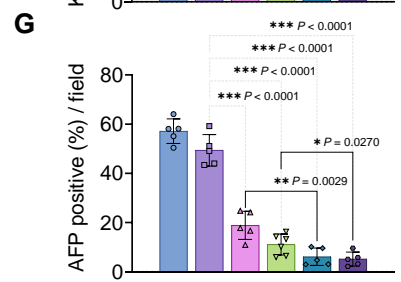 0
G
*** P < 0.0001
*** P < 0.0001
*** P < 0.0001
*** P < 0.0001
* P = 0.0270
** P = 0.0029
AFP positive (%) / field
80
60
40
20
0